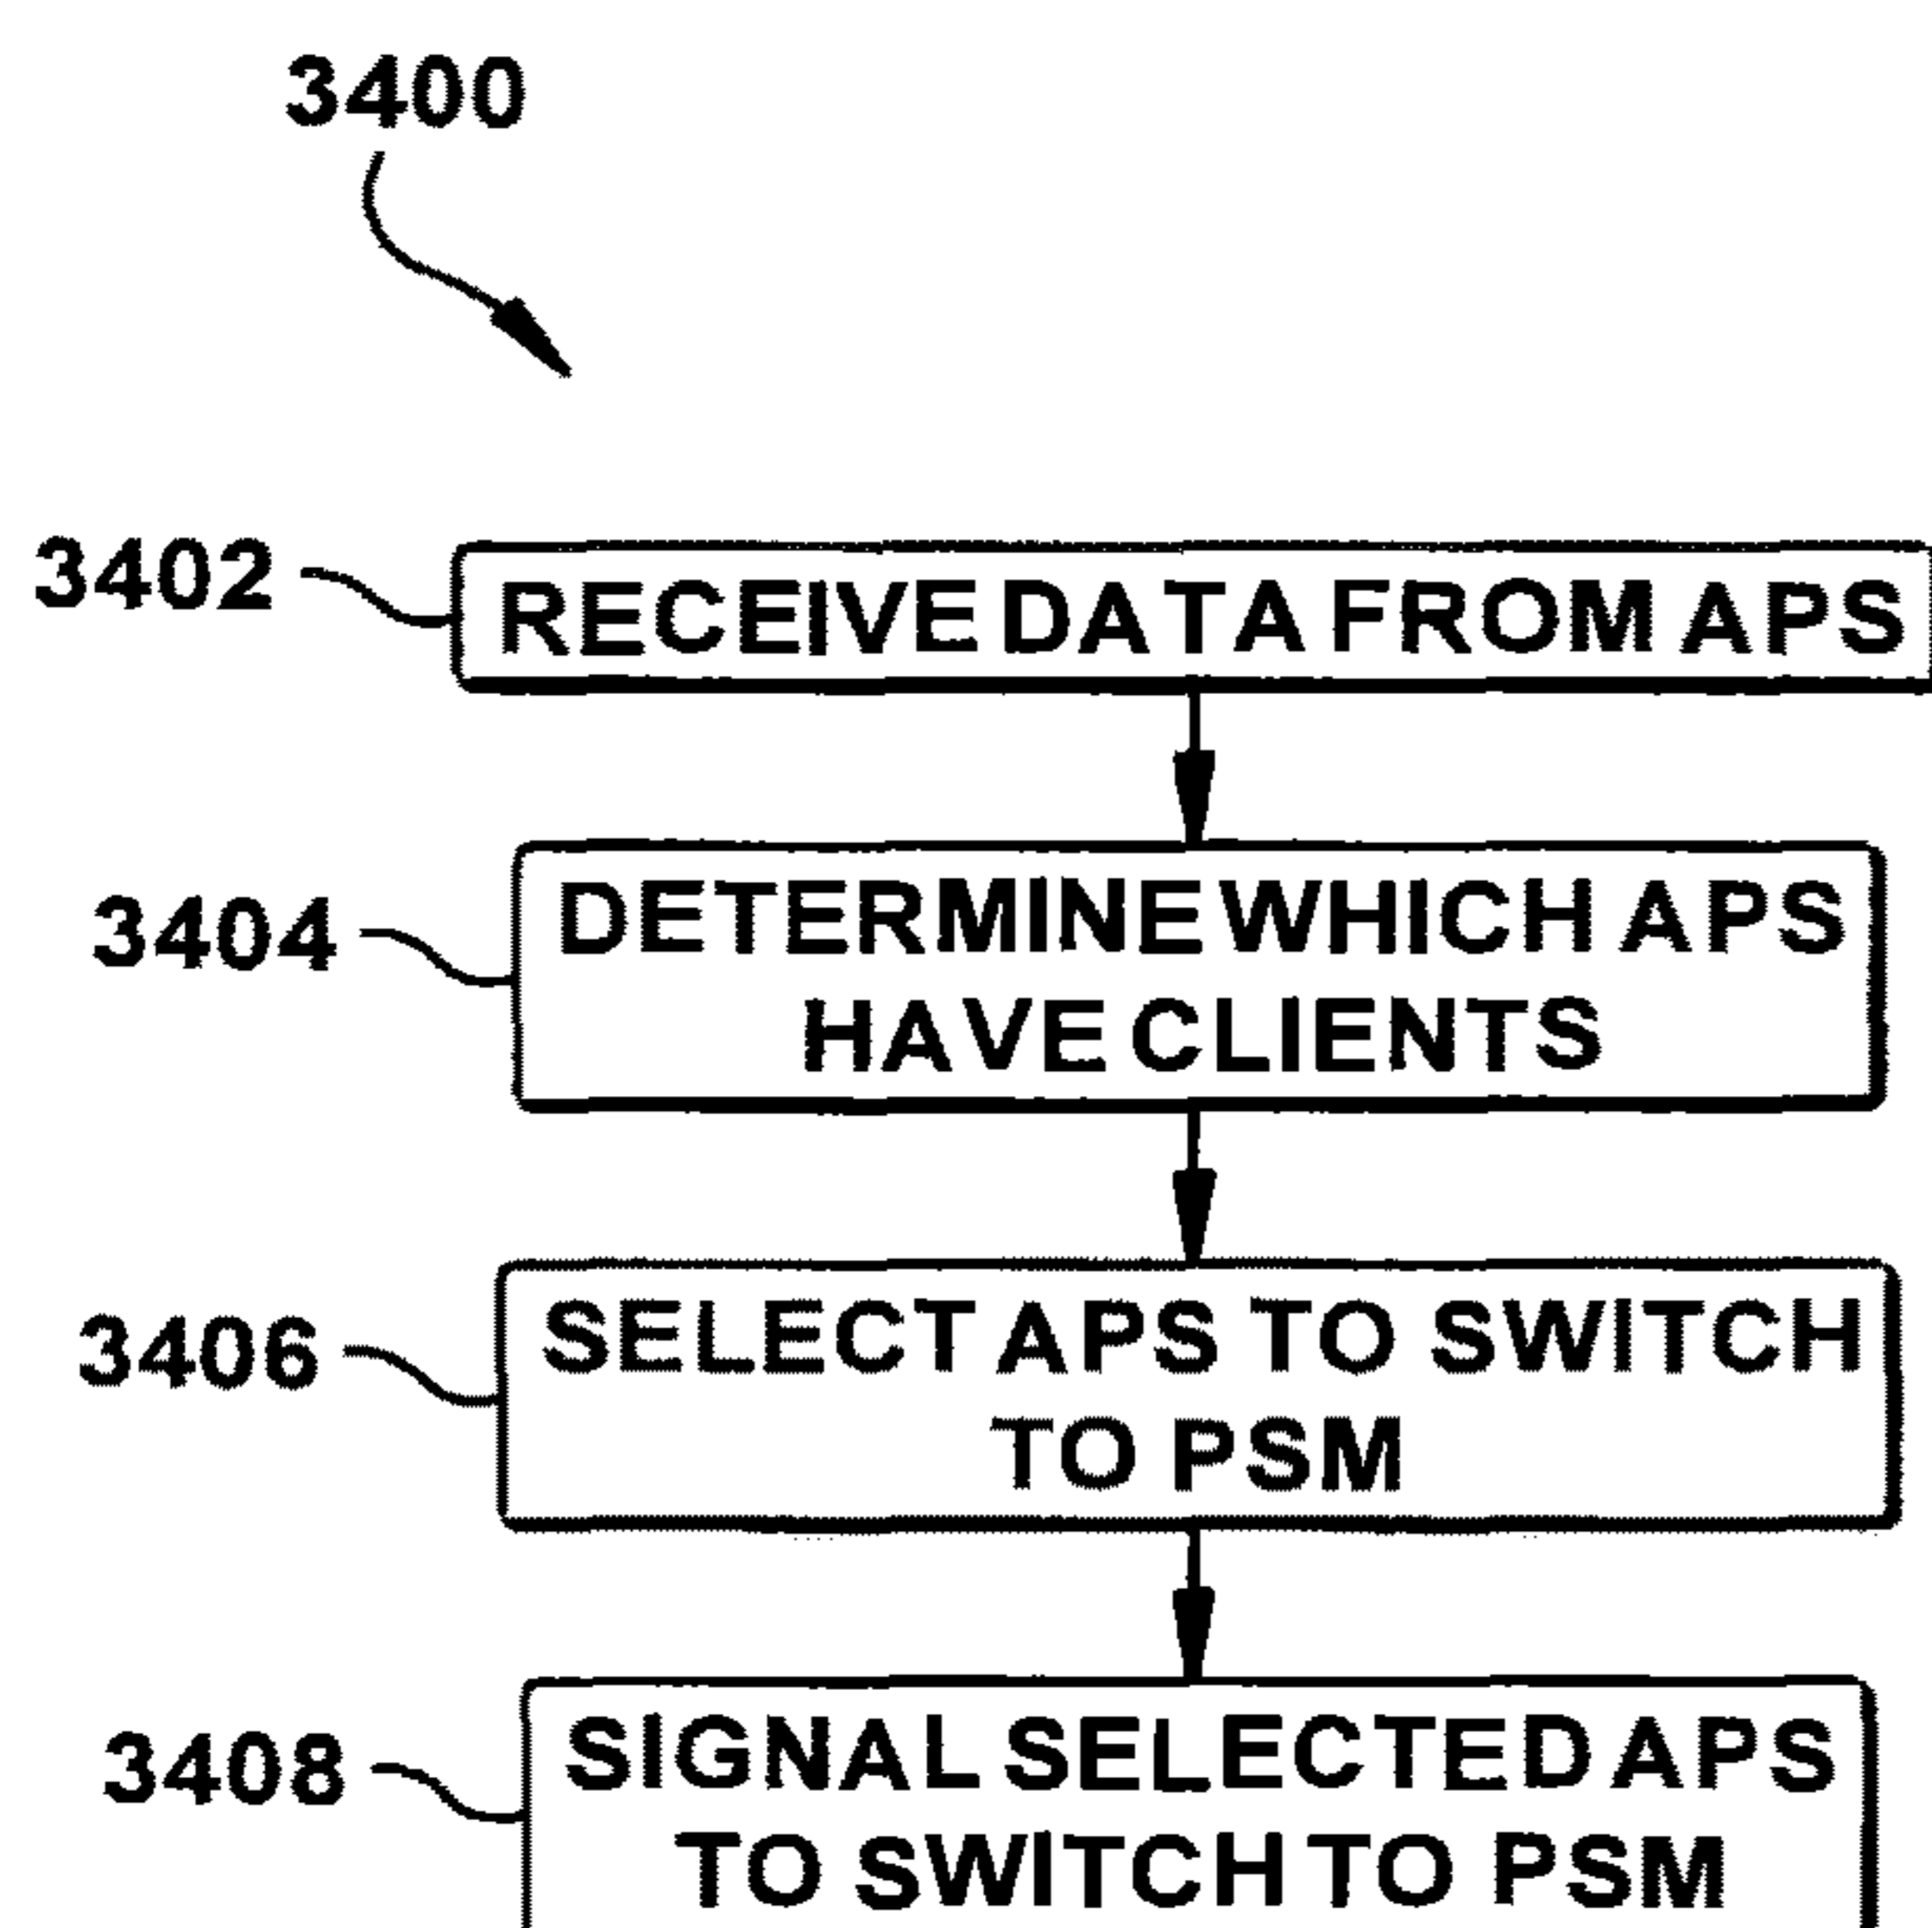 3400
3402
RECEIVE DATA FROM APS
3404
DETERMINE WHICH APS
HAVE CLIENTS
3406
SELECT APS TO SWITCH
TO PSM
3408
SIGNAL SELECTED APS
TO SWITCH TO PSM